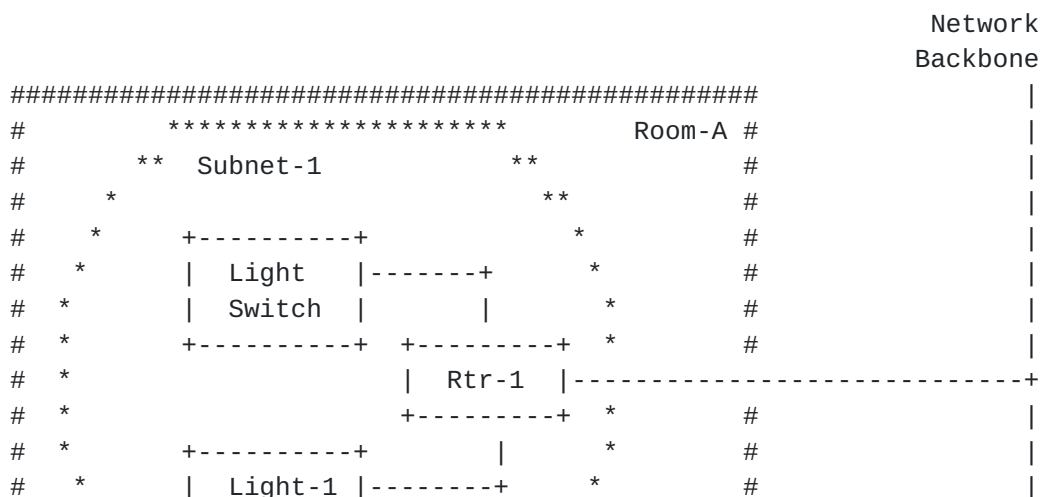 Network
                                                          Backbone
################################################                 |
#         **********************        Room-A #                 |
#       **  Subnet-1            **             #                 |
#     *                           **           #                 |
#    *     +----------+             *          #                 |
#   *      |  Light   |-------+      *         #                 |
#  *       |  Switch  |       |       *        #                 |
#  *       +----------+  +---------+  *        #                 |
#  *                     |  Rtr-1  |-----------------------------+
#  *                     +---------+  *        #                 |
#  *       +----------+        |      *        #                 |
#   *      |  Light-1 |--------+     *         #                 |